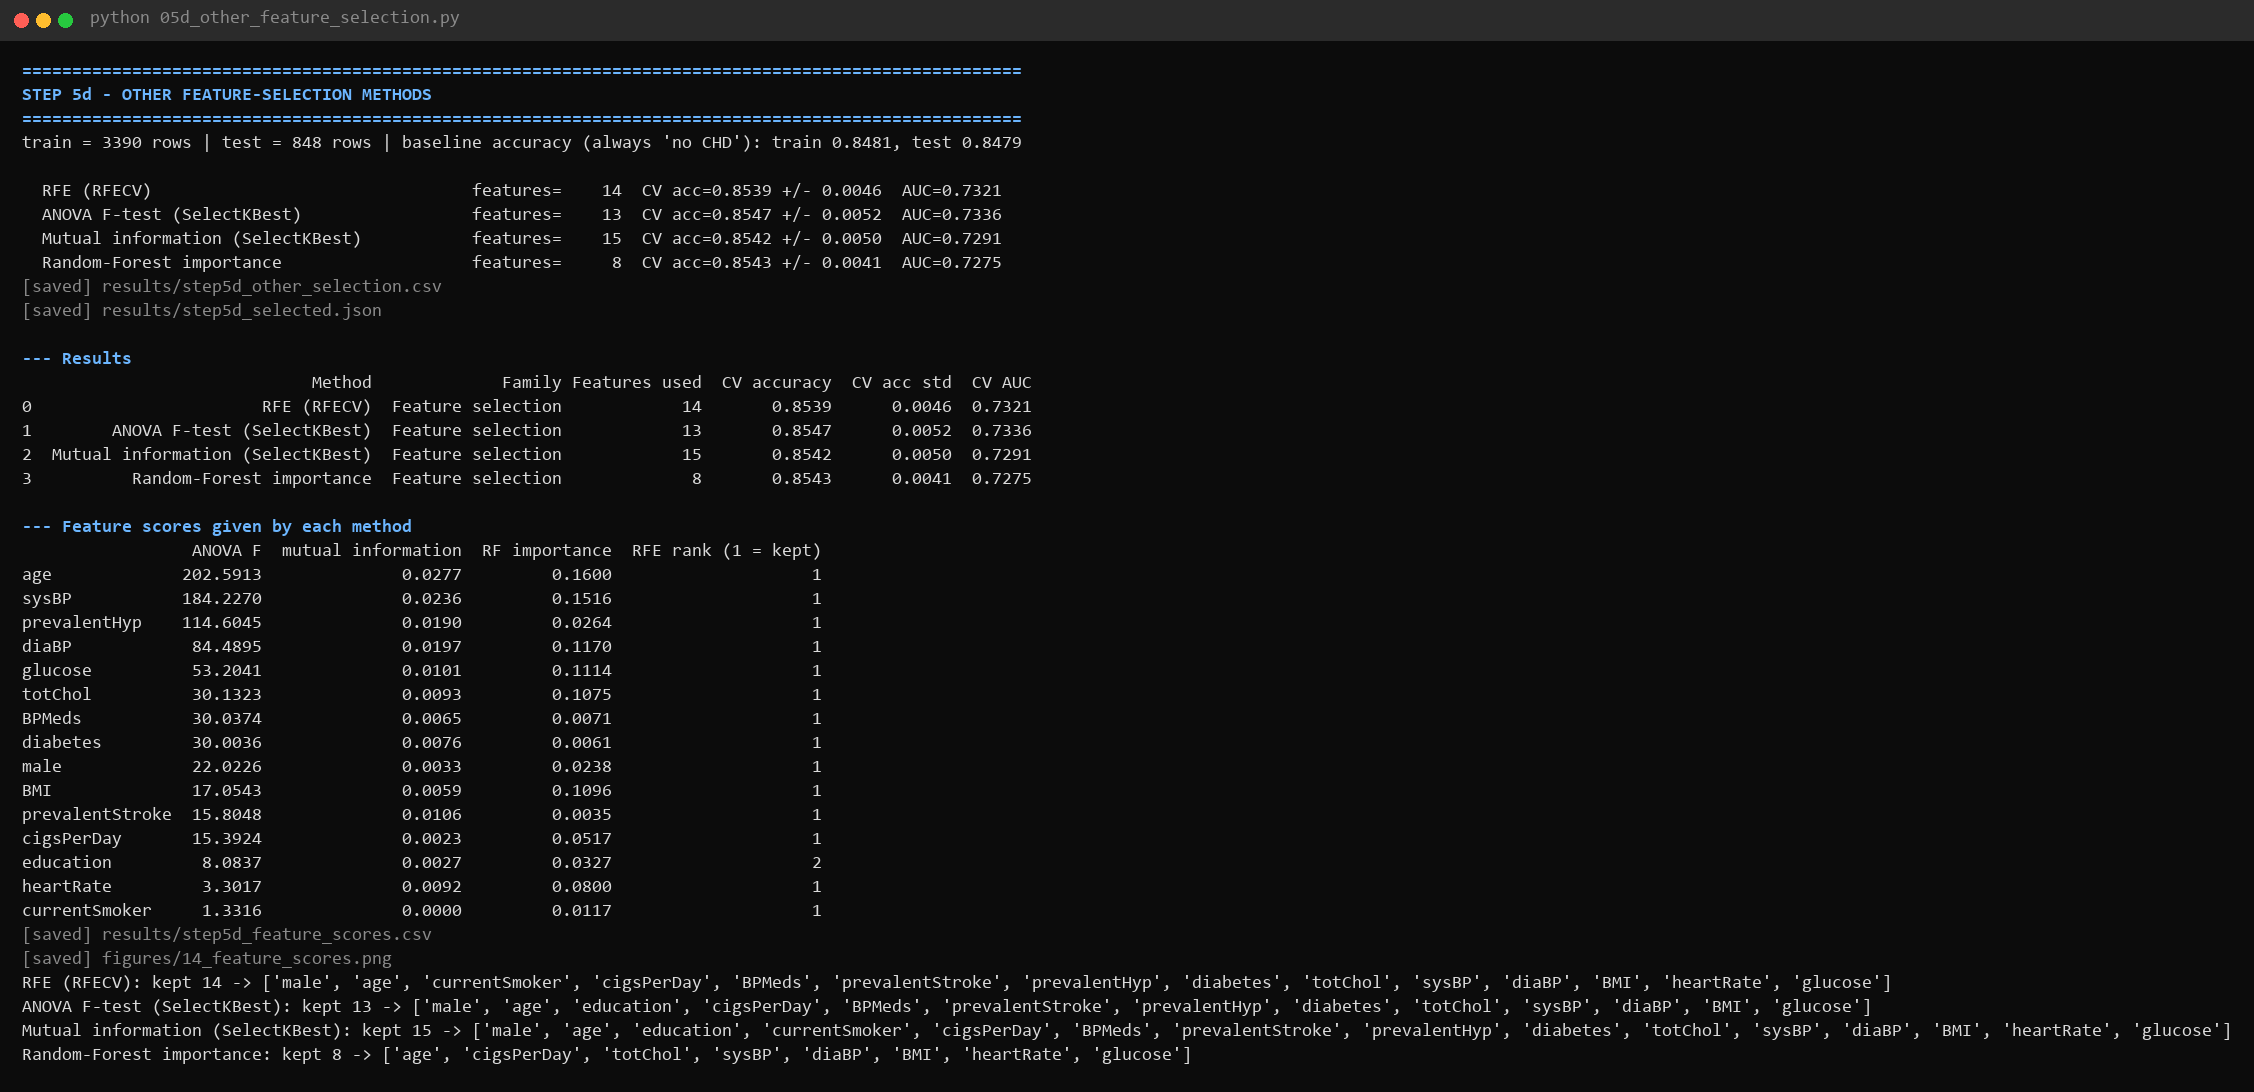 python 05d_other_feature_selection.py
====================================================================================================
STEP 5d - OTHER FEATURE-SELECTION METHODS
====================================================================================================
train = 3390 rows | test = 848 rows | baseline accuracy (always 'no CHD'): train 0.8481, test 0.8479
  RFE (RFECV)                                features=    14  CV acc=0.8539 +/- 0.0046  AUC=0.7321
  ANOVA F-test (SelectKBest)                 features=    13  CV acc=0.8547 +/- 0.0052  AUC=0.7336
  Mutual information (SelectKBest)           features=    15  CV acc=0.8542 +/- 0.0050  AUC=0.7291
  Random-Forest importance                   features=     8  CV acc=0.8543 +/- 0.0041  AUC=0.7275
[saved] results/step5d_other_selection.csv
[saved] results/step5d_selected.json
--- Results
                             Method             Family Features used  CV accuracy  CV acc std  CV AUC
0                       RFE (RFECV)  Feature selection            14       0.8539      0.0046  0.7321
1        ANOVA F-test (SelectKBest)  Feature selection            13       0.8547      0.0052  0.7336
2  Mutual information (SelectKBest)  Feature selection            15       0.8542      0.0050  0.7291
3          Random-Forest importance  Feature selection             8       0.8543      0.0041  0.7275
--- Feature scores given by each method
                 ANOVA F  mutual information  RF importance  RFE rank (1 = kept)
age             202.5913              0.0277         0.1600                    1
sysBP           184.2270              0.0236         0.1516                    1
prevalentHyp    114.6045              0.0190         0.0264                    1
diaBP            84.4895              0.0197         0.1170                    1
glucose          53.2041              0.0101         0.1114                    1
totChol          30.1323              0.0093         0.1075                    1
BPMeds           30.0374              0.0065         0.0071                    1
diabetes         30.0036              0.0076         0.0061                    1
male             22.0226              0.0033         0.0238                    1
BMI              17.0543              0.0059         0.1096                    1
prevalentStroke  15.8048              0.0106         0.0035                    1
cigsPerDay       15.3924              0.0023         0.0517                    1
education         8.0837              0.0027         0.0327                    2
heartRate         3.3017              0.0092         0.0800                    1
currentSmoker     1.3316              0.0000         0.0117                    1
[saved] results/step5d_feature_scores.csv
[saved] figures/14_feature_scores.png
RFE (RFECV): kept 14 -> ['male', 'age', 'currentSmoker', 'cigsPerDay', 'BPMeds', 'prevalentStroke', 'prevalentHyp', 'diabetes', 'totChol', 'sysBP', 'diaBP', 'BMI', 'heartRate', 'glucose']
ANOVA F-test (SelectKBest): kept 13 -> ['male', 'age', 'education', 'cigsPerDay', 'BPMeds', 'prevalentStroke', 'prevalentHyp', 'diabetes', 'totChol', 'sysBP', 'diaBP', 'BMI', 'glucose']
Mutual information (SelectKBest): kept 15 -> ['male', 'age', 'education', 'currentSmoker', 'cigsPerDay', 'BPMeds', 'prevalentStroke', 'prevalentHyp', 'diabetes', 'totChol', 'sysBP', 'diaBP', 'BMI', 'heartRate', 'glucose']
Random-Forest importance: kept 8 -> ['age', 'cigsPerDay', 'totChol', 'sysBP', 'diaBP', 'BMI', 'heartRate', 'glucose']